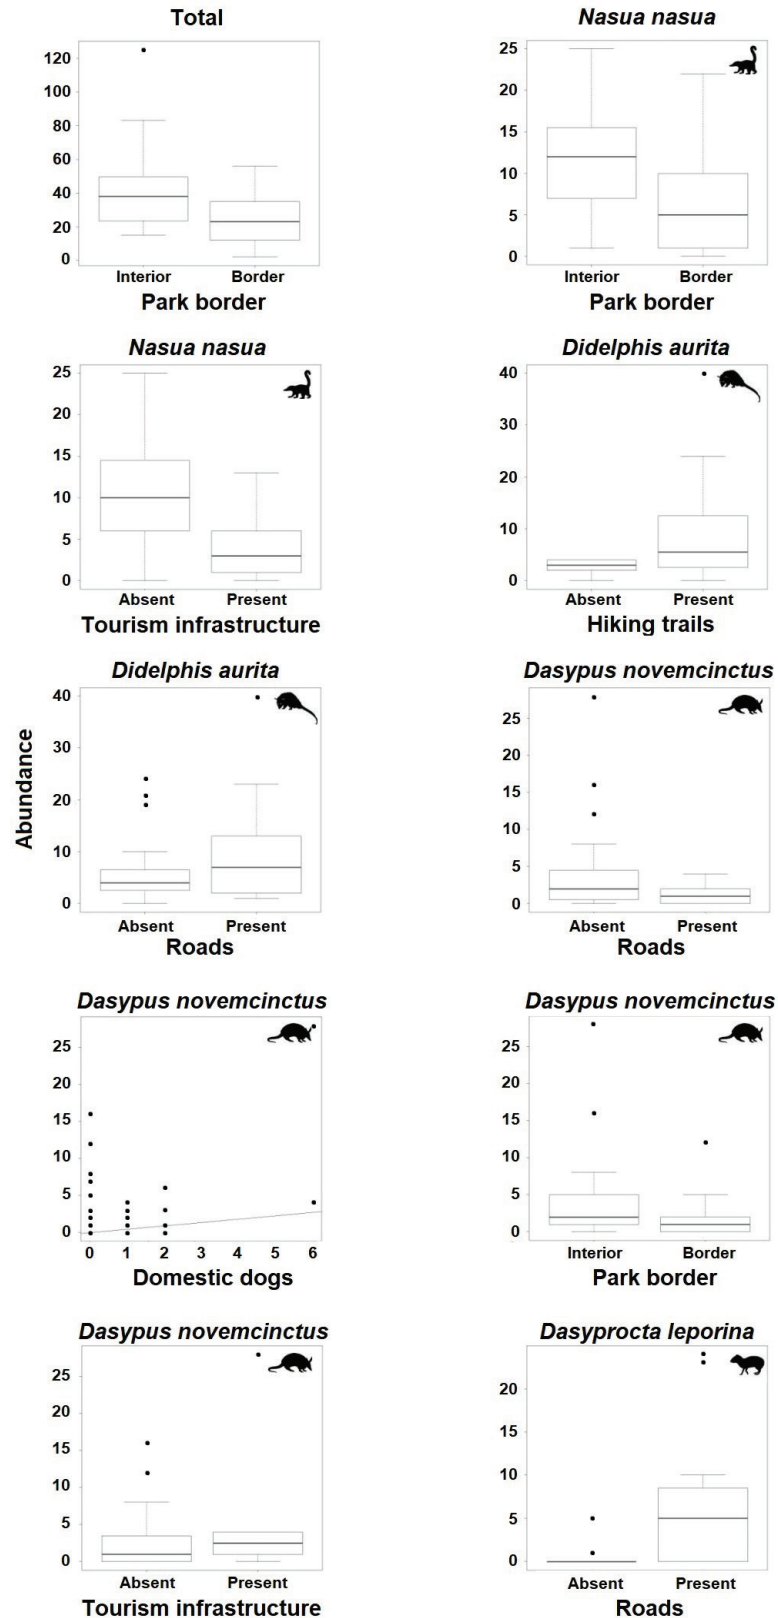 Total
120
100
80
60
40
20
0
Interior Border
Park border
Nasua nasua
25
20
15
10
5
0
Interior Border
Park border
Nasua nasua
25
20
15
10
5
0
Absent Present
Tourism infrastructure
Didelphis aurita
40
30
20
10
0
Absent Present
Hiking trails
Abundance
Didelphis aurita
40
30
20
10
0
Absent Present
Roads
Dasypus novemcinctus
25
20
15
10
5
0
Absent Present
Roads
Dasypus novemcinctus
25
20
15
10
5
0
0 1 2 3 4 5 6
Domestic dogs
Dasypus novemcinctus
25
20
15
10
5
0
Interior Border
Park border
Dasypus novemcinctus
25
20
15
10
5
0
Absent Present
Tourism infrastructure
Dasyprocta leporina
20
15
10
5
0
Absent Present
Roads